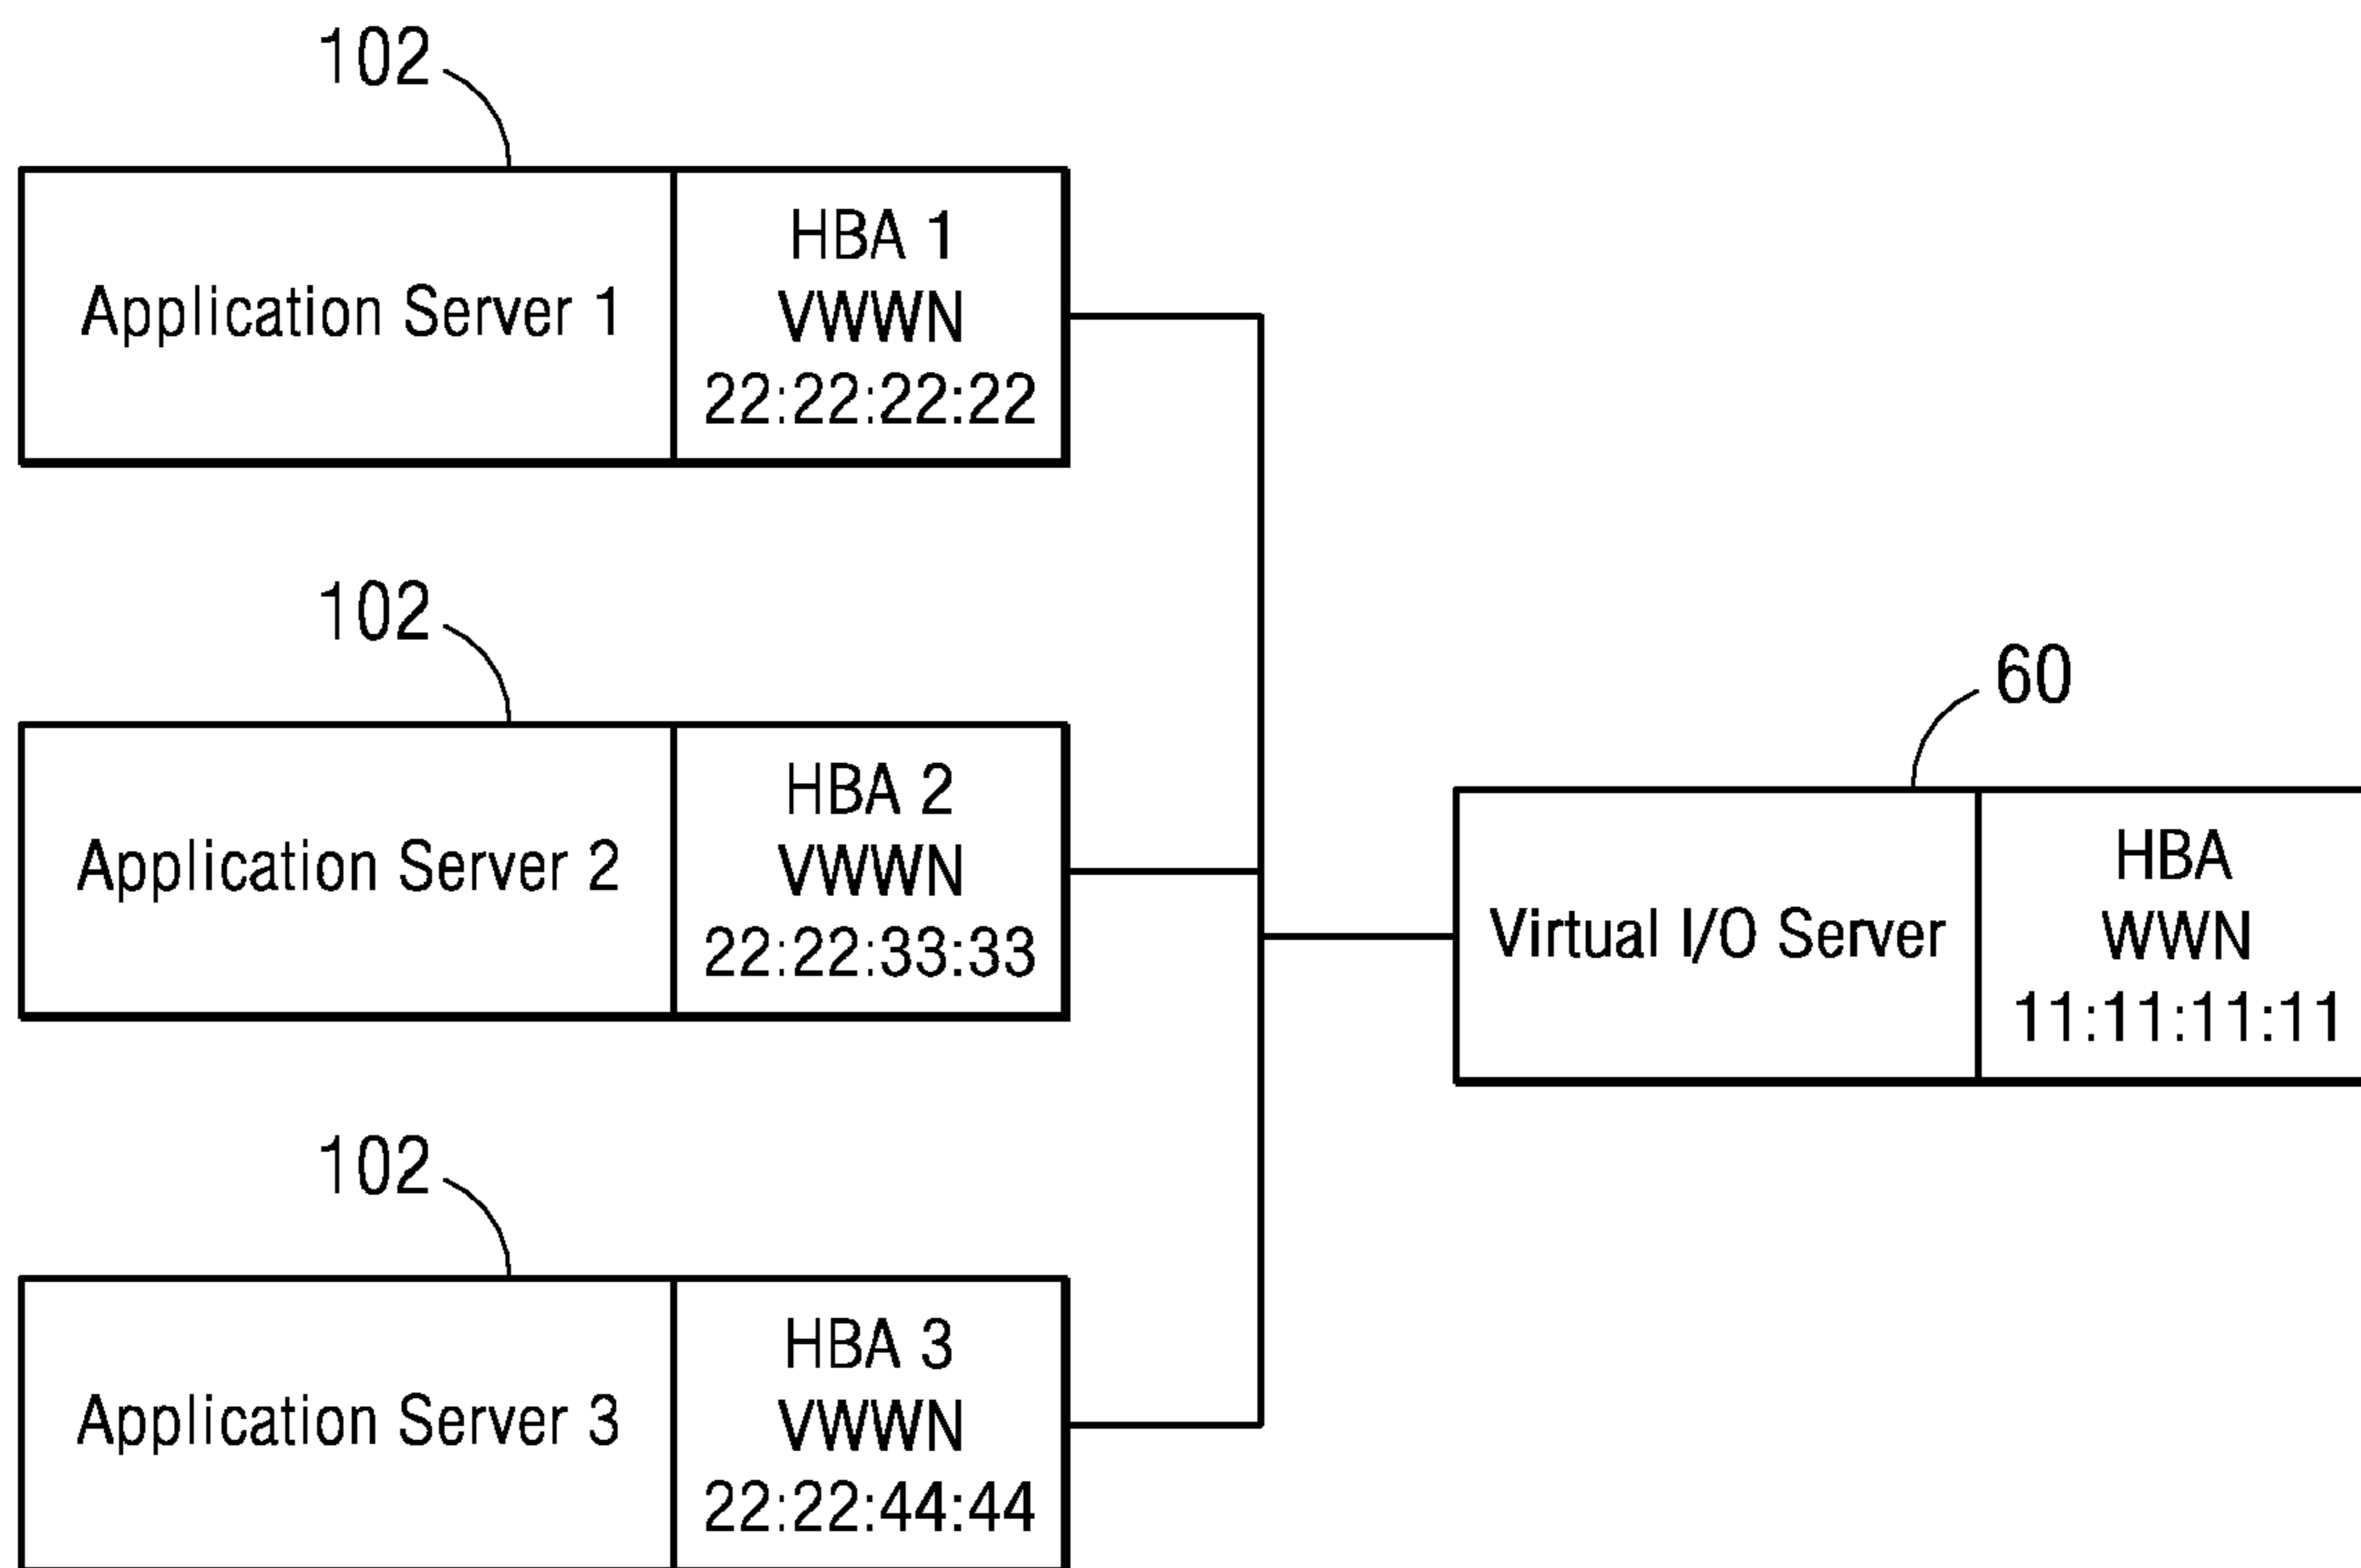 102
Application Server 1
HBA 1
VWWN
22:22:22:22
102
Application Server 2
HBA 2
VWWN
22:22:33:33
60
Virtual I/O Server
HBA
WWN
11:11:11:11
102
Application Server 3
HBA 3
VWWN
22:22:44:44